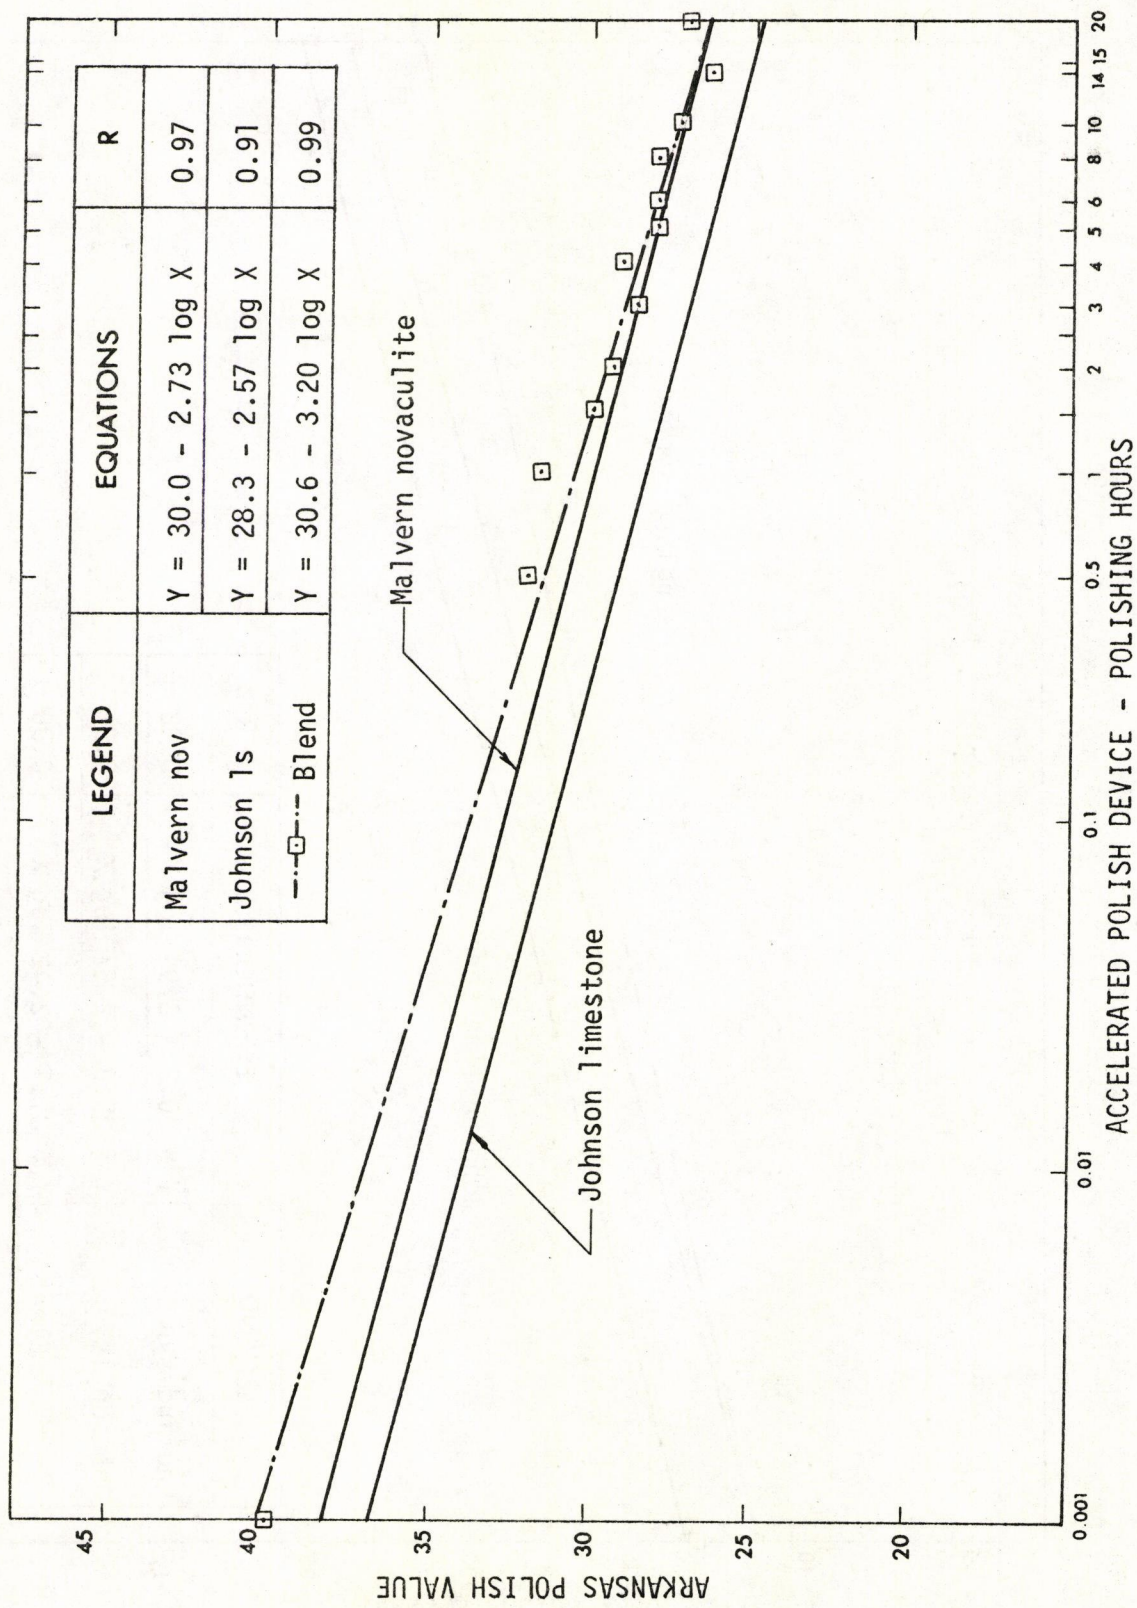 LEGEND EQUATIONS R
Malvern nov Y = 30.0 - 2.73 log X 0.97
Johnson ls Y = 28.3 - 2.57 log X 0.91
Blend Y = 30.6 - 3.20 log X 0.99
Malvern novaculite
Johnson limestone
ARKANSAS POLISH VALUE
45
40
35
30
25
20
0.001 0.01 0.1 0.5 1 2 3 4 5 6 8 10 14 15 20
ACCELERATED POLISH DEVICE - POLISHING HOURS